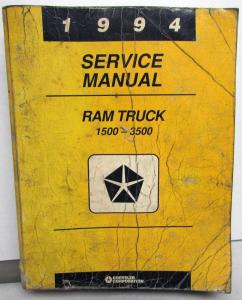 1994
SERVICE
MANUAL
RAM TRUCK
1500 - 3500
CHRYSLER
CORPORATION